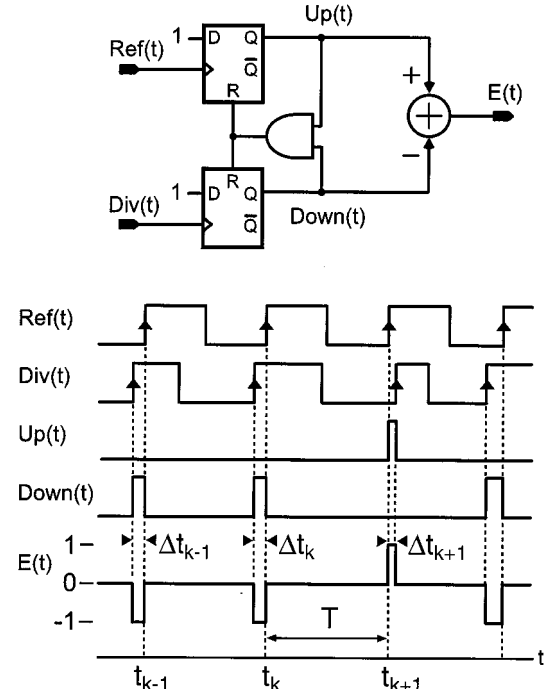 Up(t)
1
D Q
Ref(t)
Q̅
R
+
E(t)
+
−
R
1
D Q
Div(t)
Q̅
Down(t)
Ref(t)
Div(t)
Up(t)
Down(t)
1
Δt_{k-1}
Δt_k
Δt_{k+1}
E(t)
0
-1
T
t
t_{k-1}
t_k
t_{k+1}